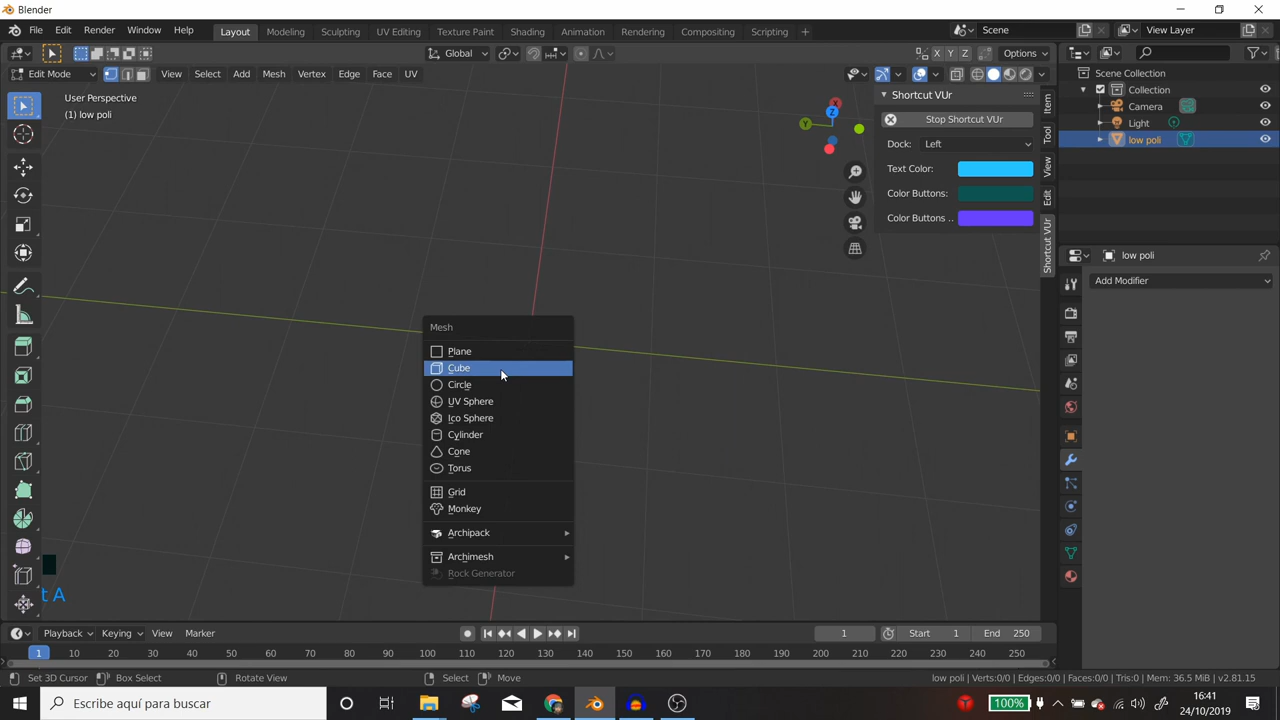 Blender
File Edit Render Window Help Layout Modeling Sculpting UV Editing Texture Paint Shading Animation Rendering Compositing Scripting + Scene View Layer
Global X Y Z Options
Edit Mode View Select Add Mesh Vertex Edge Face UV
User Perspective
(1) low poli
Z
Y
Shortcut VUr
Stop Shortcut VUr
Dock: Left
Text Color:
Color Buttons:
Color Buttons ..
Item
Tool
View
Edit
Shortcut VUr
Scene Collection
Collection
Camera
Light
low poli
low poli
Add Modifier
Mesh
Plane
Cube
Circle
UV Sphere
Ico Sphere
Cylinder
Cone
Torus
Grid
Monkey
Archipack
Archimesh
Rock Generator
t A
Playback Keying View Marker 1 Start 1 End 250
1 10 20 30 40 50 60 70 80 90 100 110 120 130 140 150 160 170 180 190 200 210 220 230 240 250
Set 3D Cursor Box Select Rotate View Select Move low poli | Verts:0/0 | Edges:0/0 | Faces:0/0 | Tris:0 | Mem: 36.5 MiB | v2.81.15
Escribe aquí para buscar 100% 16:41
24/10/2019